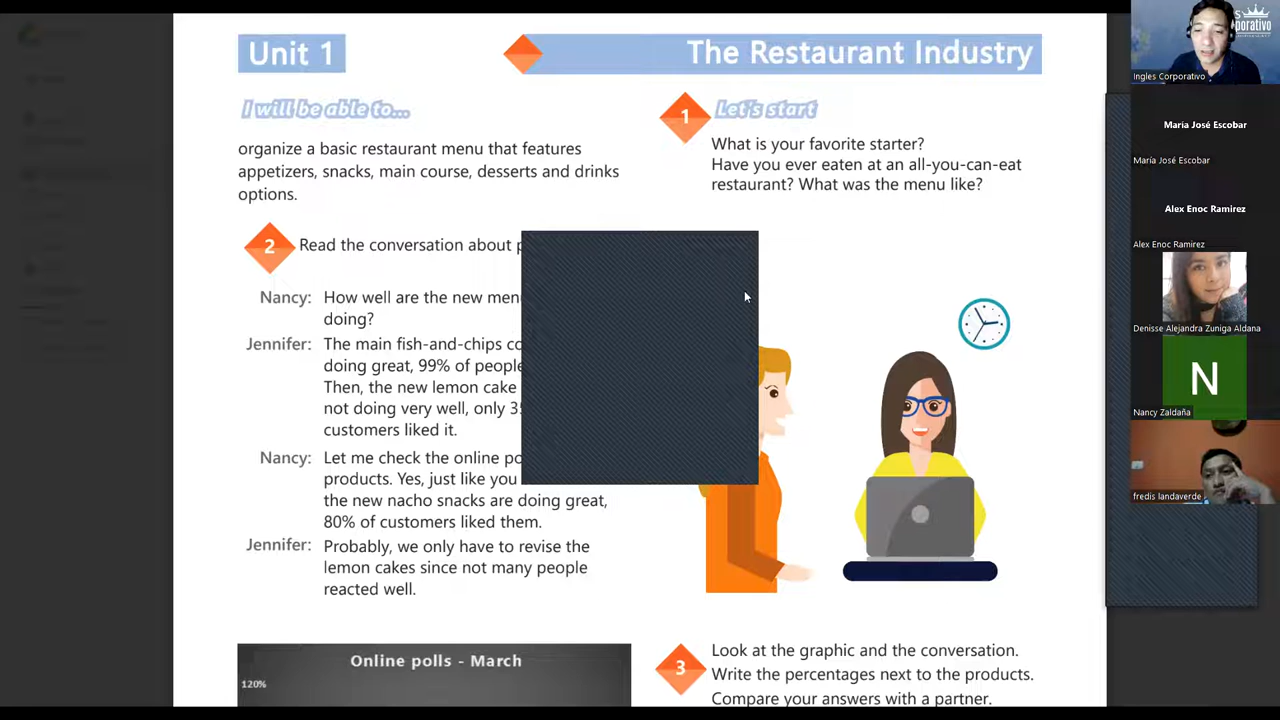 Unit 1
The Restaurant Industry
I will be able to...
organize a basic restaurant menu that features
appetizers, snacks, main course, desserts and drinks
options.
1
Let's start
What is your favorite starter?
Have you ever eaten at an all-you-can-eat
restaurant? What was the menu like?
2
Read the conversation about
Nancy: How well are the new
doing?
Jennifer: The main fish-and-chips
doing great, 99% of people
Then, the new lemon cake
not doing very well, only
customers liked it.
Nancy: Let me check the online
products. Yes, just like you
the new nacho snacks are doing great,
80% of customers liked them.
Jennifer: Probably, we only have to revise the
lemon cakes since not many people
reacted well.
Online polls - March
120%
3
Look at the graphic and the conversation.
Write the percentages next to the products.
Compare your answers with a partner.
Ingles Corporativo
Maria José Escobar
María José Escobar
Alex Enoc Ramirez
Alex Enoc Ramirez
Denisse Alejandra Zuniga Aldana
N
Nancy Zaldaña
fredis landaverde